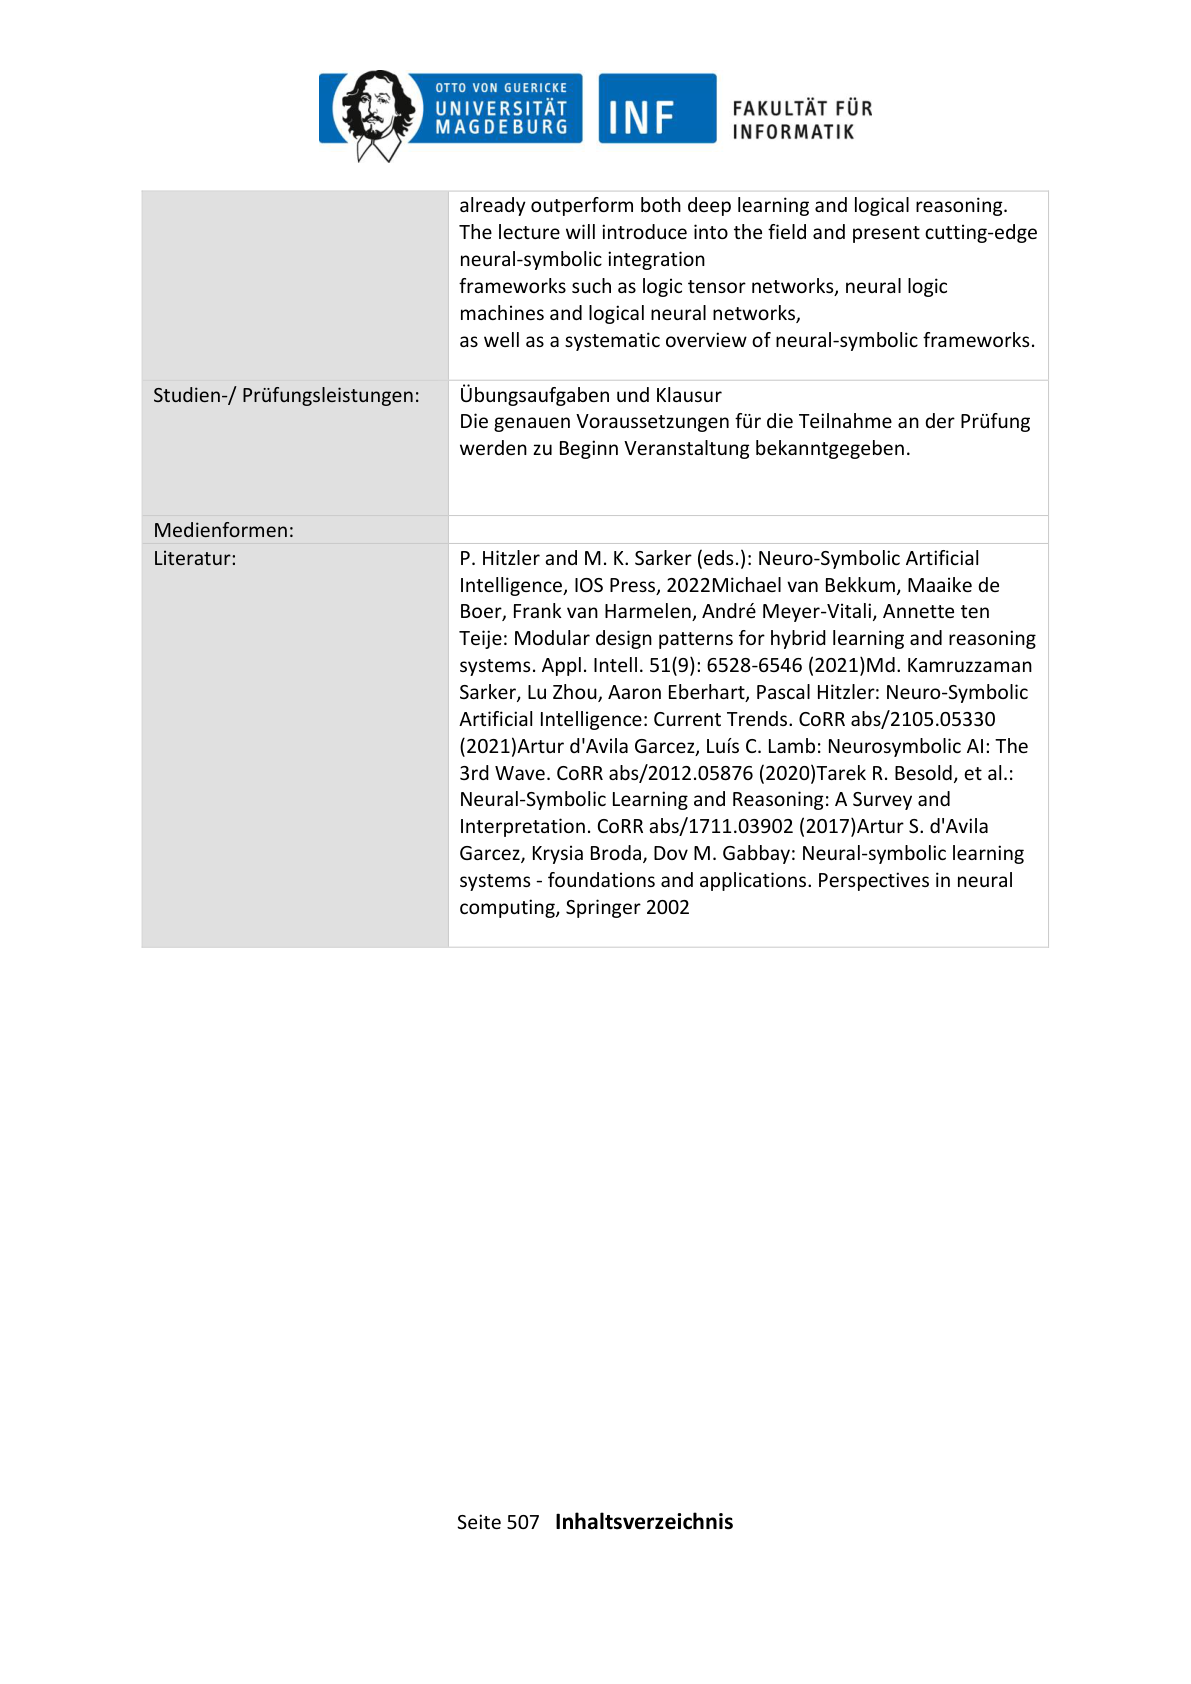 OTTO VON GUERICKE
UNIVERSITÄT
MAGDEBURG
INF
FAKULTÄT FÜR
INFORMATIK
already outperform both deep learning and logical reasoning.
The lecture will introduce into the field and present cutting-edge
neural-symbolic integration
frameworks such as logic tensor networks, neural logic
machines and logical neural networks,
as well as a systematic overview of neural-symbolic frameworks.
Studien-/ Prüfungsleistungen:
Übungsaufgaben und Klausur
Die genauen Voraussetzungen für die Teilnahme an der Prüfung
werden zu Beginn Veranstaltung bekanntgegeben.
Medienformen:
Literatur:
P. Hitzler and M. K. Sarker (eds.): Neuro-Symbolic Artificial
Intelligence, IOS Press, 2022Michael van Bekkum, Maaike de
Boer, Frank van Harmelen, André Meyer-Vitali, Annette ten
Teije: Modular design patterns for hybrid learning and reasoning
systems. Appl. Intell. 51(9): 6528-6546 (2021)Md. Kamruzzaman
Sarker, Lu Zhou, Aaron Eberhart, Pascal Hitzler: Neuro-Symbolic
Artificial Intelligence: Current Trends. CoRR abs/2105.05330
(2021)Artur d'Avila Garcez, Luís C. Lamb: Neurosymbolic AI: The
3rd Wave. CoRR abs/2012.05876 (2020)Tarek R. Besold, et al.:
Neural-Symbolic Learning and Reasoning: A Survey and
Interpretation. CoRR abs/1711.03902 (2017)Artur S. d'Avila
Garcez, Krysia Broda, Dov M. Gabbay: Neural-symbolic learning
systems - foundations and applications. Perspectives in neural
computing, Springer 2002
Seite 507 Inhaltsverzeichnis